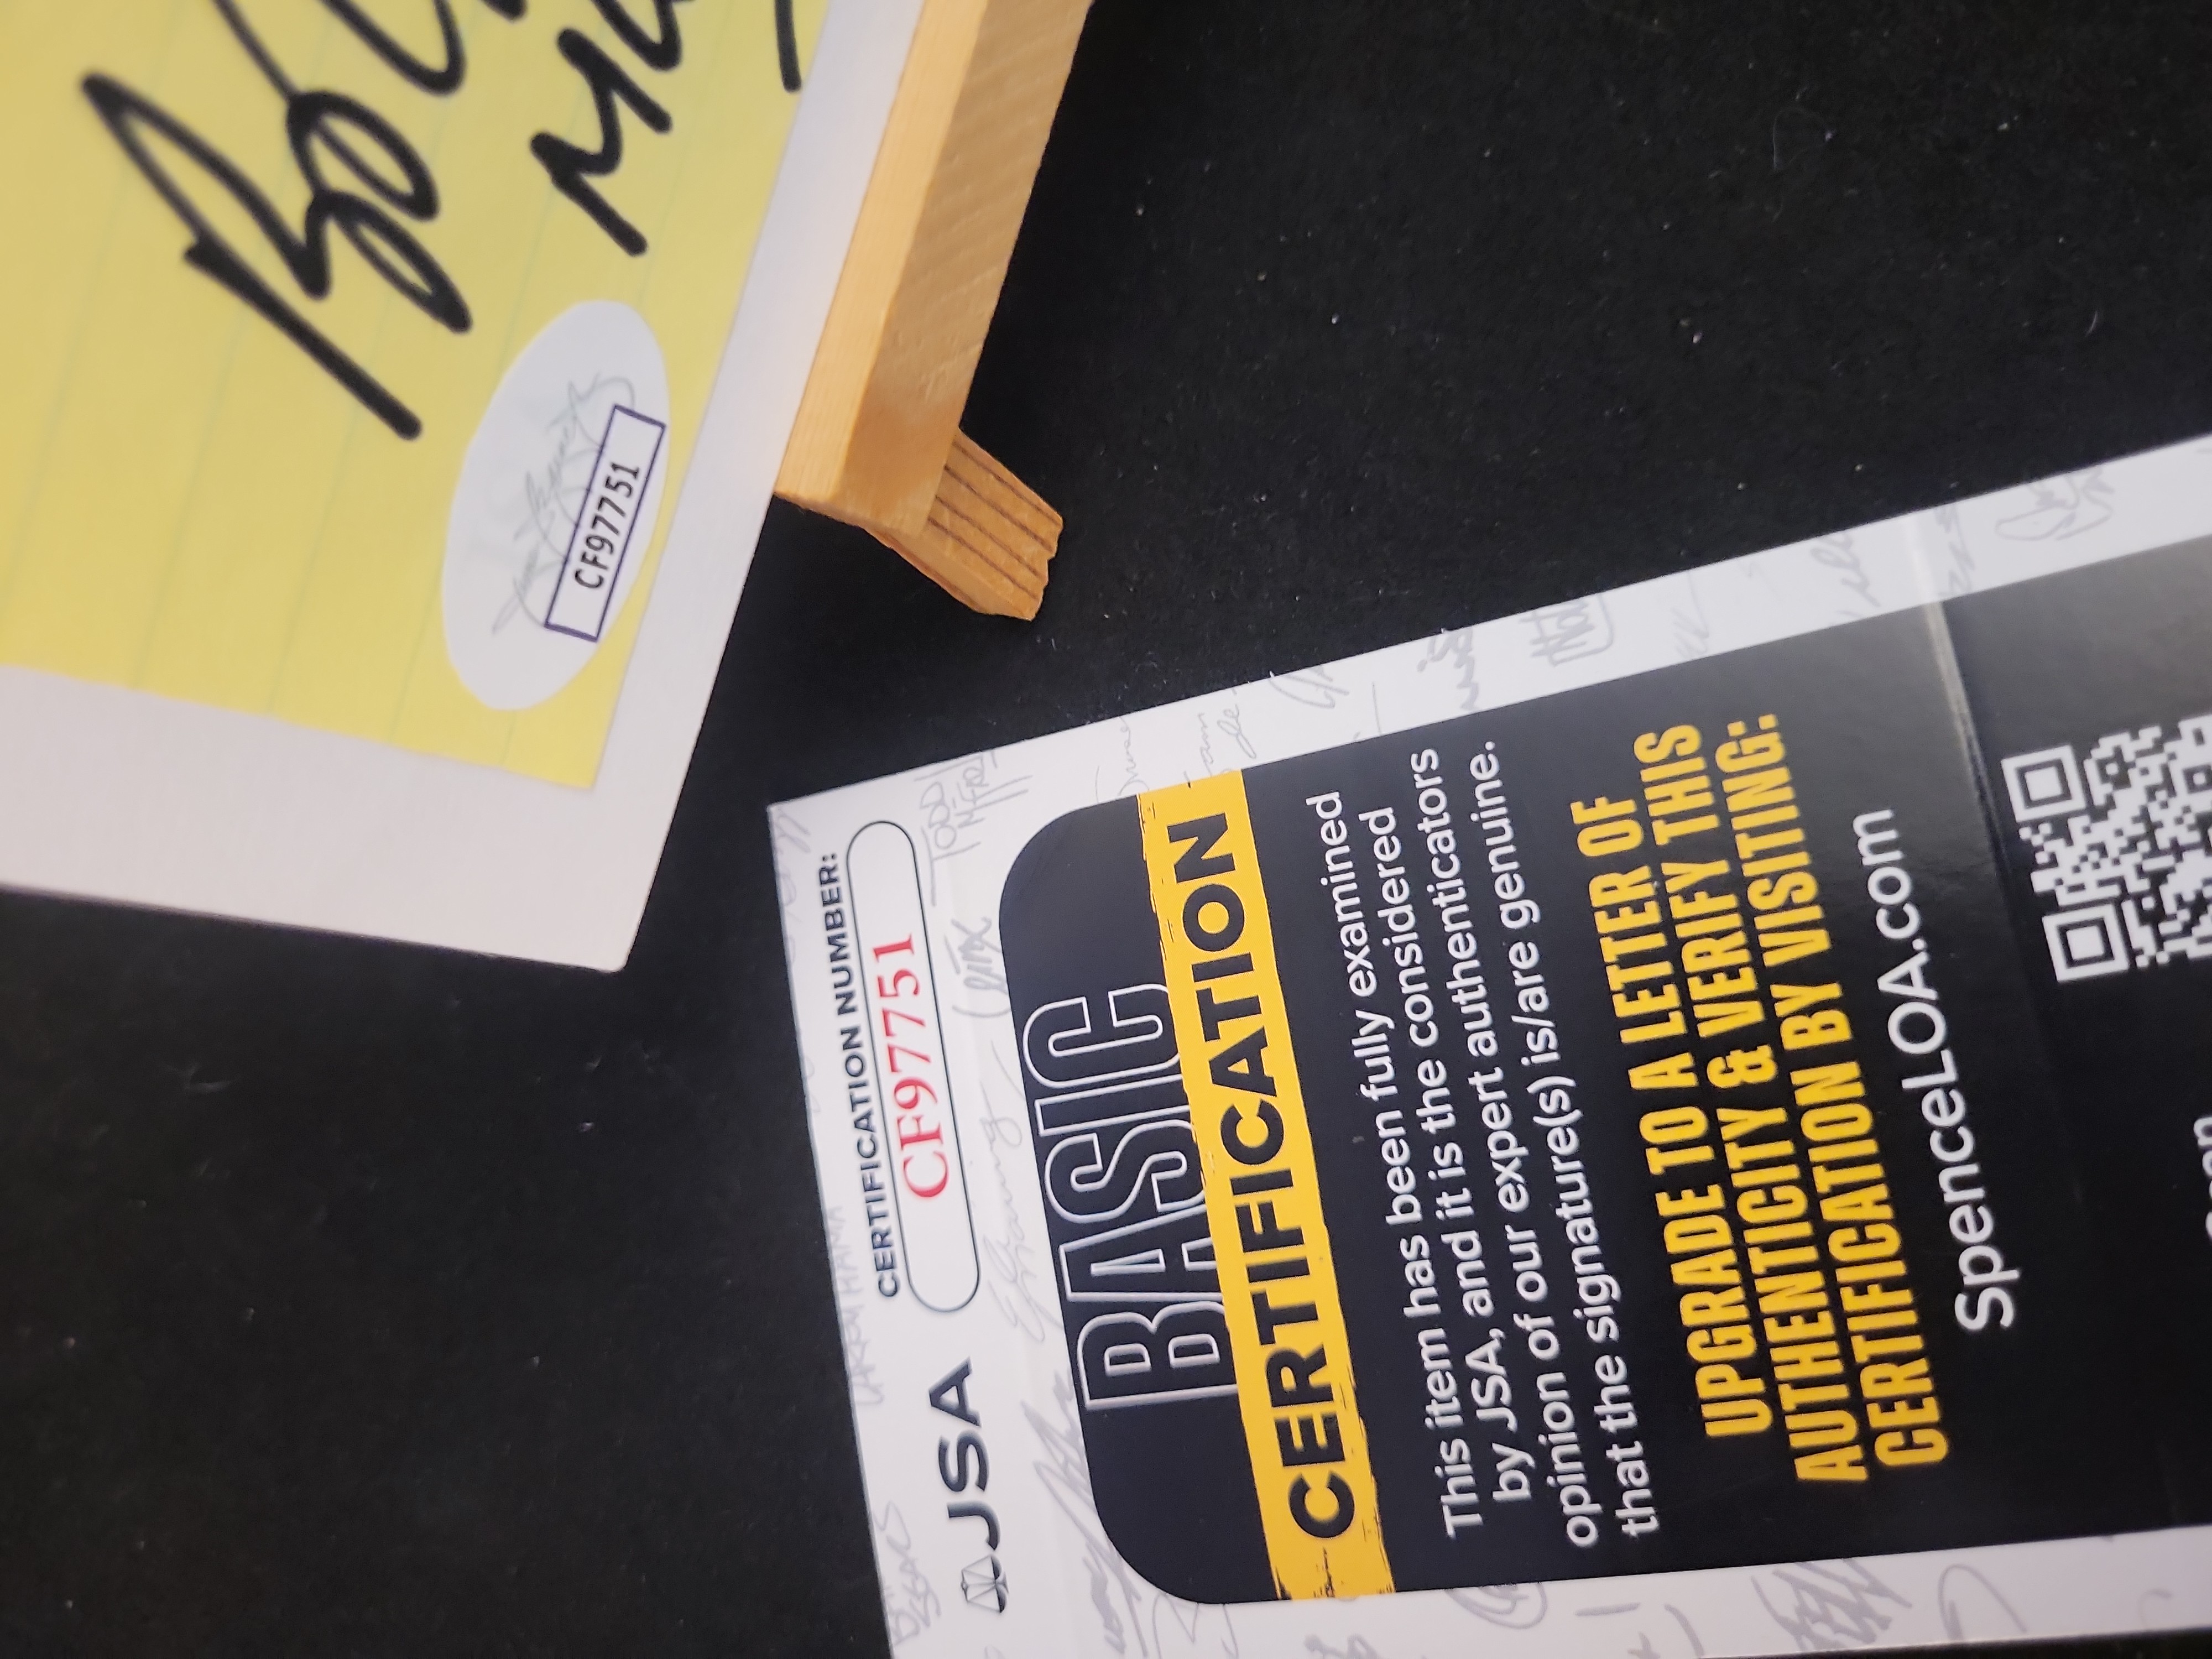 CF97751
CERTIFICATION NUMBER:
JSA
CF97751
BASIC
CERTIFICATION
This item has been fully examined
by JSA, and it is the considered
opinion of our expert authenticators
that the signature(s) is/are genuine.
UPGRADE TO A LETTER OF
AUTHENTICITY & VERIFY THIS
CERTIFICATION BY VISITING:
SpenceLOA.com